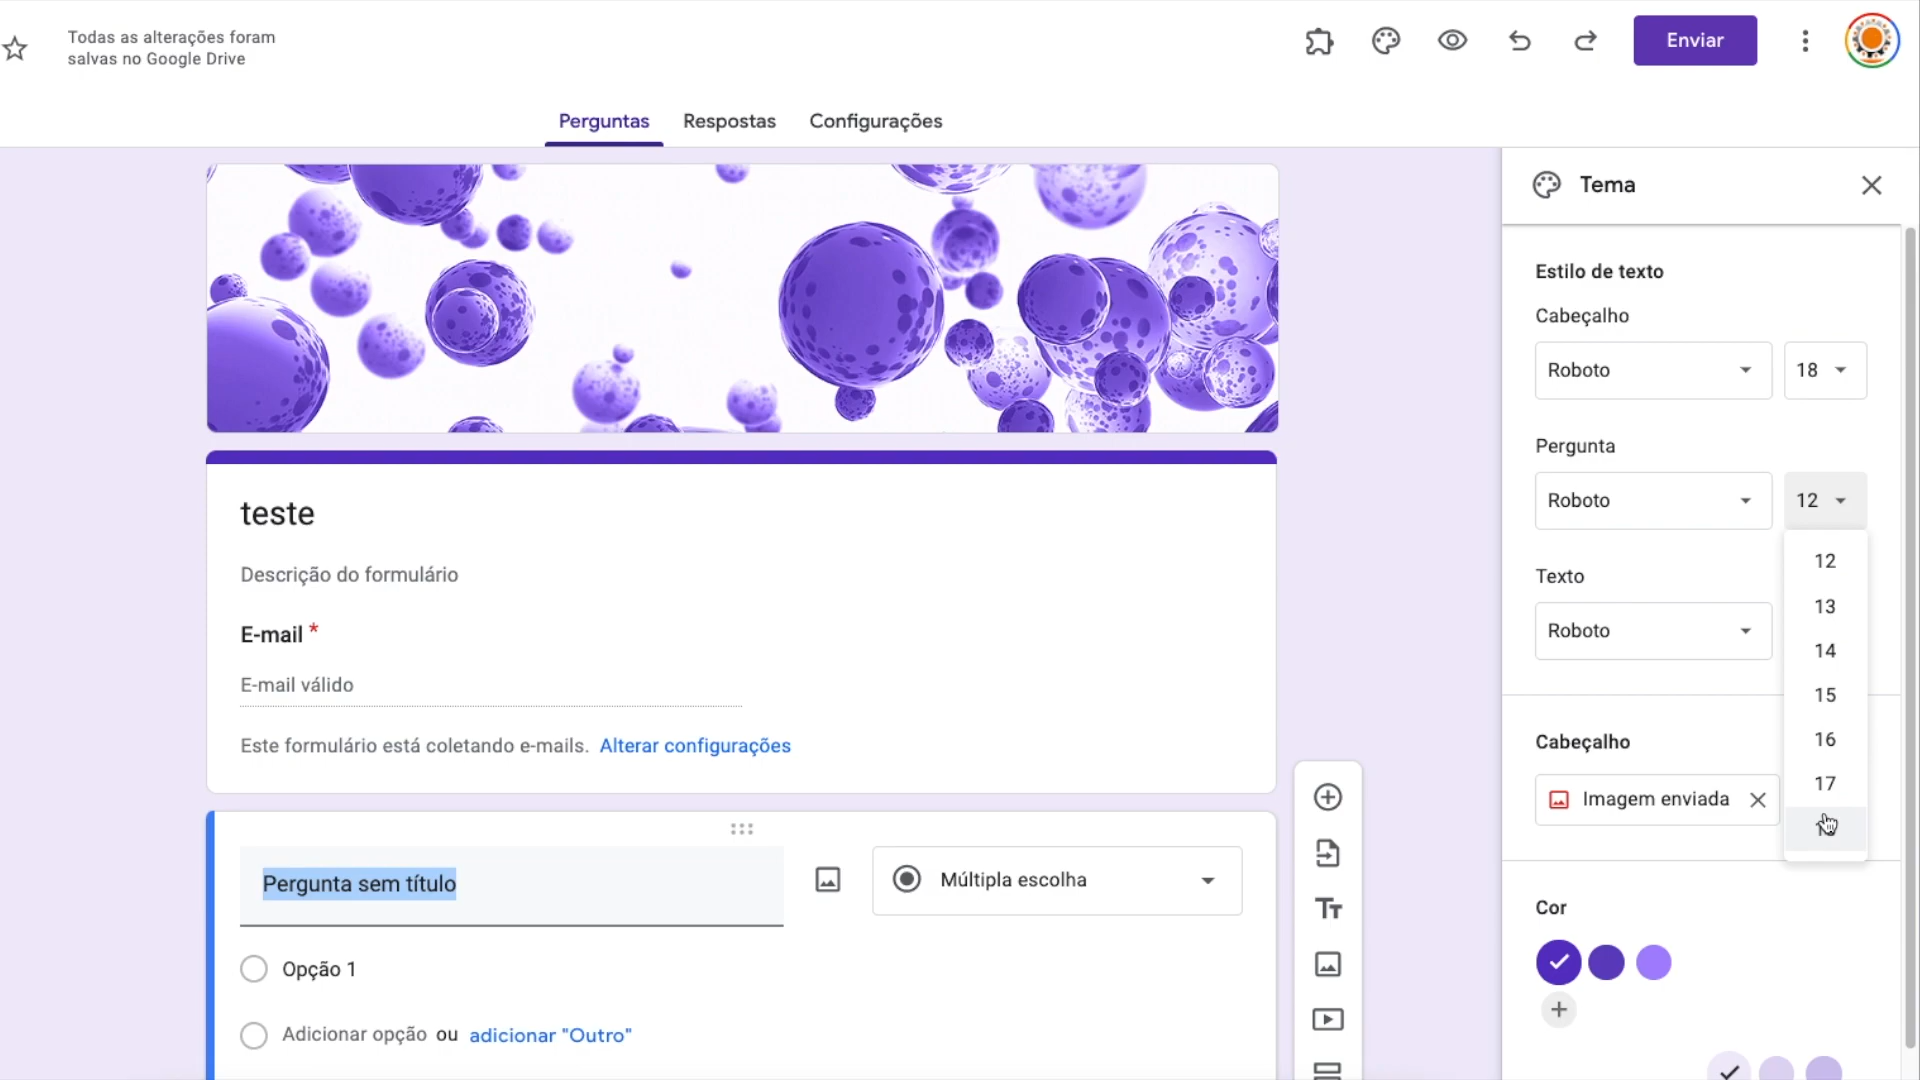 Todas as alterações foram
salvas no Google Drive
Enviar
Perguntas Respostas Configurações
Tema
Estilo de texto
Cabeçalho
Roboto 18
Pergunta
Roboto 12
12
13
14
15
16
17
Texto
Roboto
Cabeçalho
Imagem enviada
Cor
teste
Descrição do formulário
E-mail *
E-mail válido
Este formulário está coletando e-mails. Alterar configurações
Pergunta sem título
Múltipla escolha
Opção 1
Adicionar opção ou adicionar "Outro"
Tт